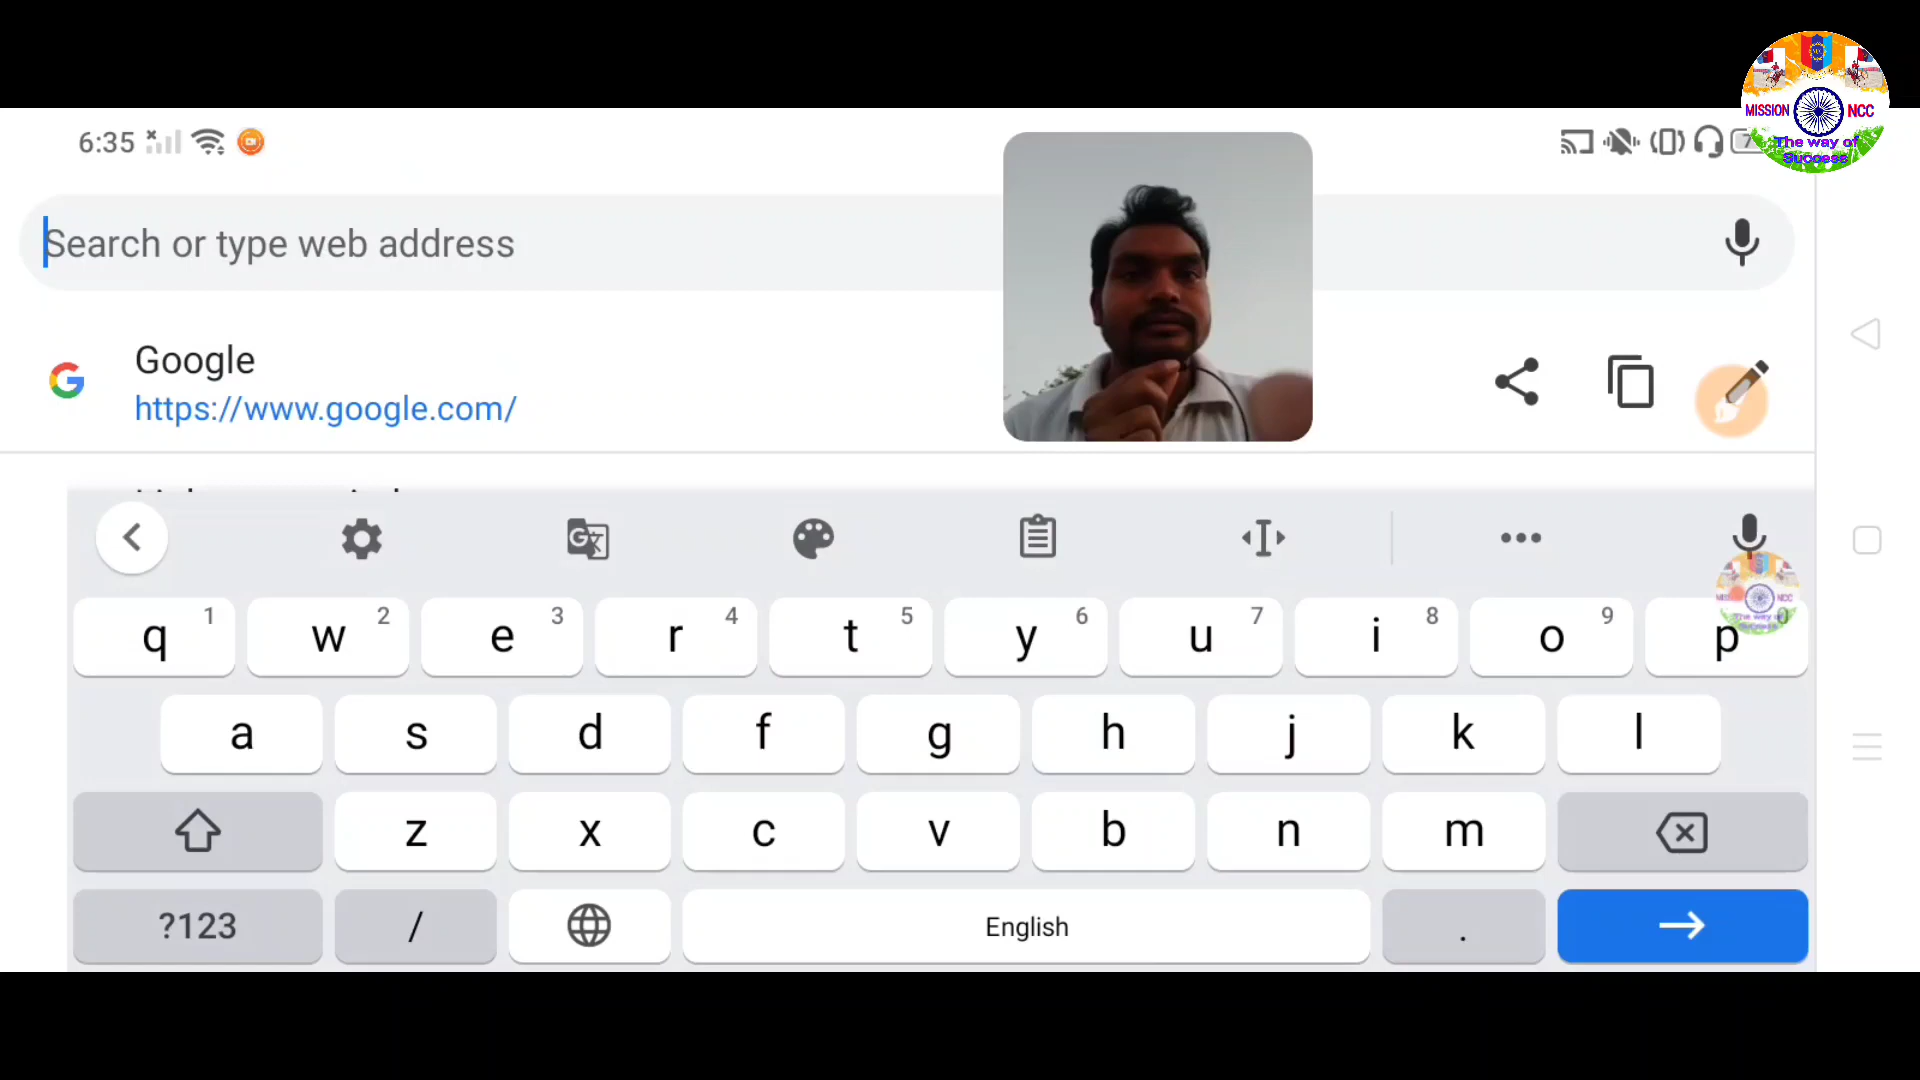 6:35
MISSION NCC
The way of
Success
Search or type web address
Google
https://www.google.com/
q 1 w 2 e 3 r 4 t 5 y 6 u 7 i 8 o 9 p 0
a s d f g h j k l
z x c v b n m
?123 / English .